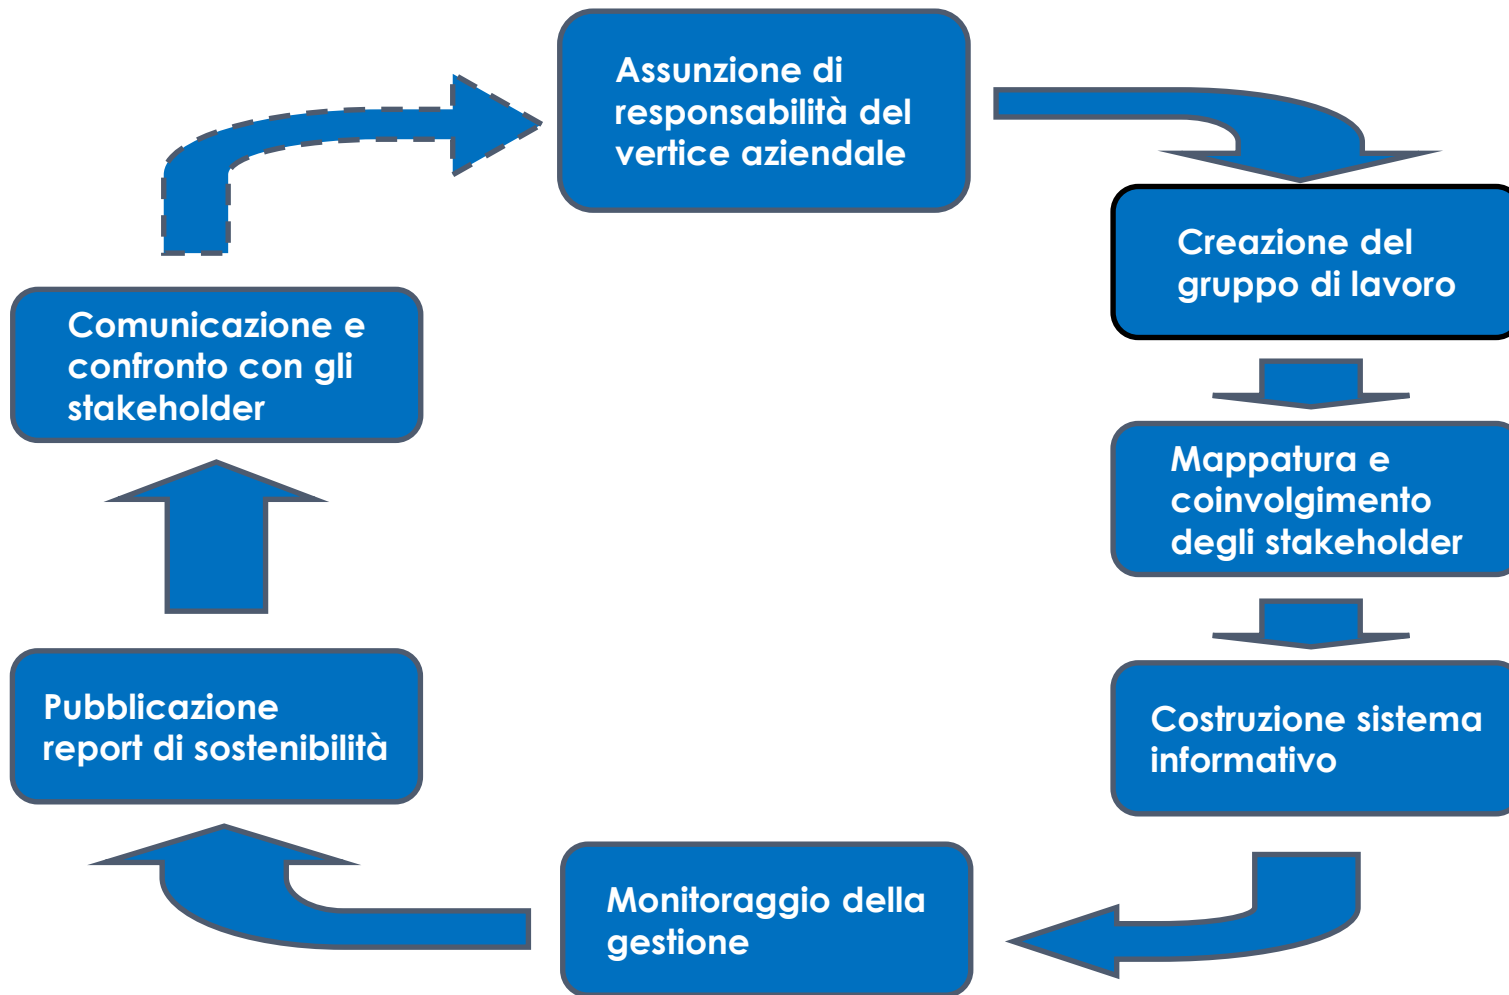 Assunzione di
responsabilità del
vertice aziendale
Creazione del
gruppo di lavoro
Mappatura e
coinvolgimento
degli stakeholder
Costruzione sistema
informativo
Monitoraggio della
gestione
Pubblicazione
report di sostenibilità
Comunicazione e
confronto con gli
stakeholder